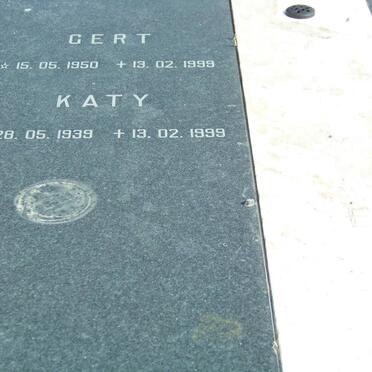 GERT
☆ 15. 05. 1950 ✝ 13. 02. 1999
KATY
28. 05. 1939 ✝ 13. 02. 1999